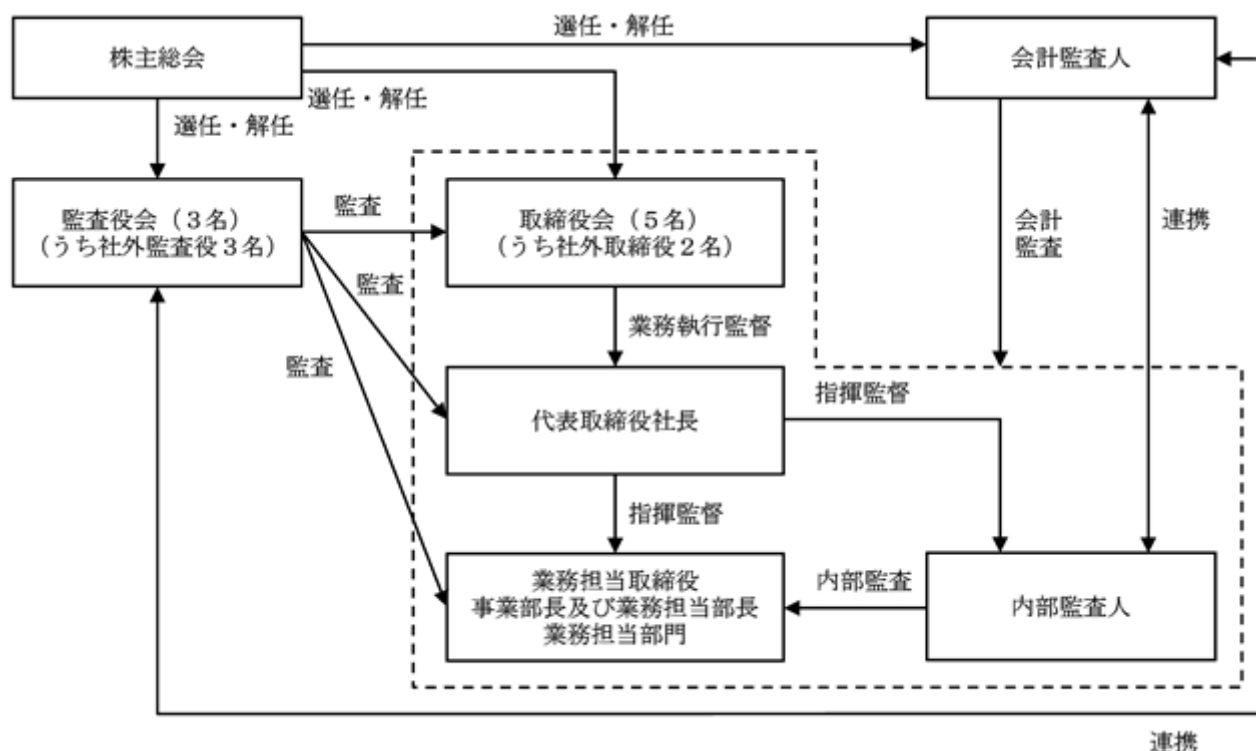 選任・解任
株主総会
会計監査人
選任・解任
選任・解任
監査役会（３名）
（うち社外監査役３名）
監査
取締役会（５名）
（うち社外取締役２名）
会計
監査
連携
監査
業務執行監督
監査
代表取締役社長
指揮監督
指揮監督
業務担当取締役
事業部長及び業務担当部長
業務担当部門
内部監査
内部監査人
連携